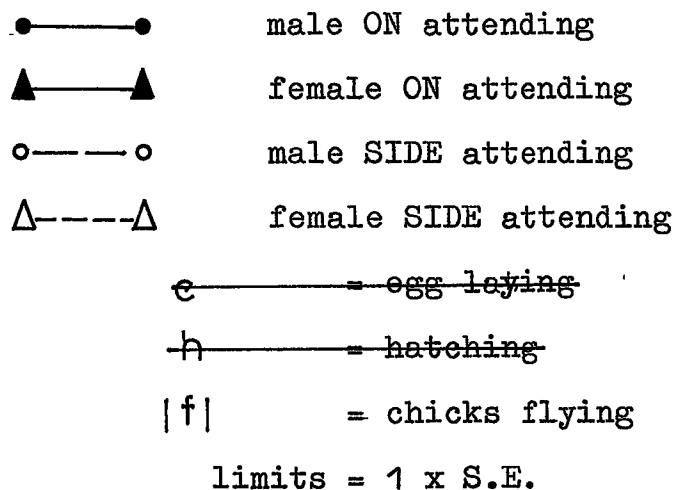 male ON attending
female ON attending
male SIDE attending
female SIDE attending
e = egg laying
h = hatching
|f| = chicks flying
limits = 1 x S.E.